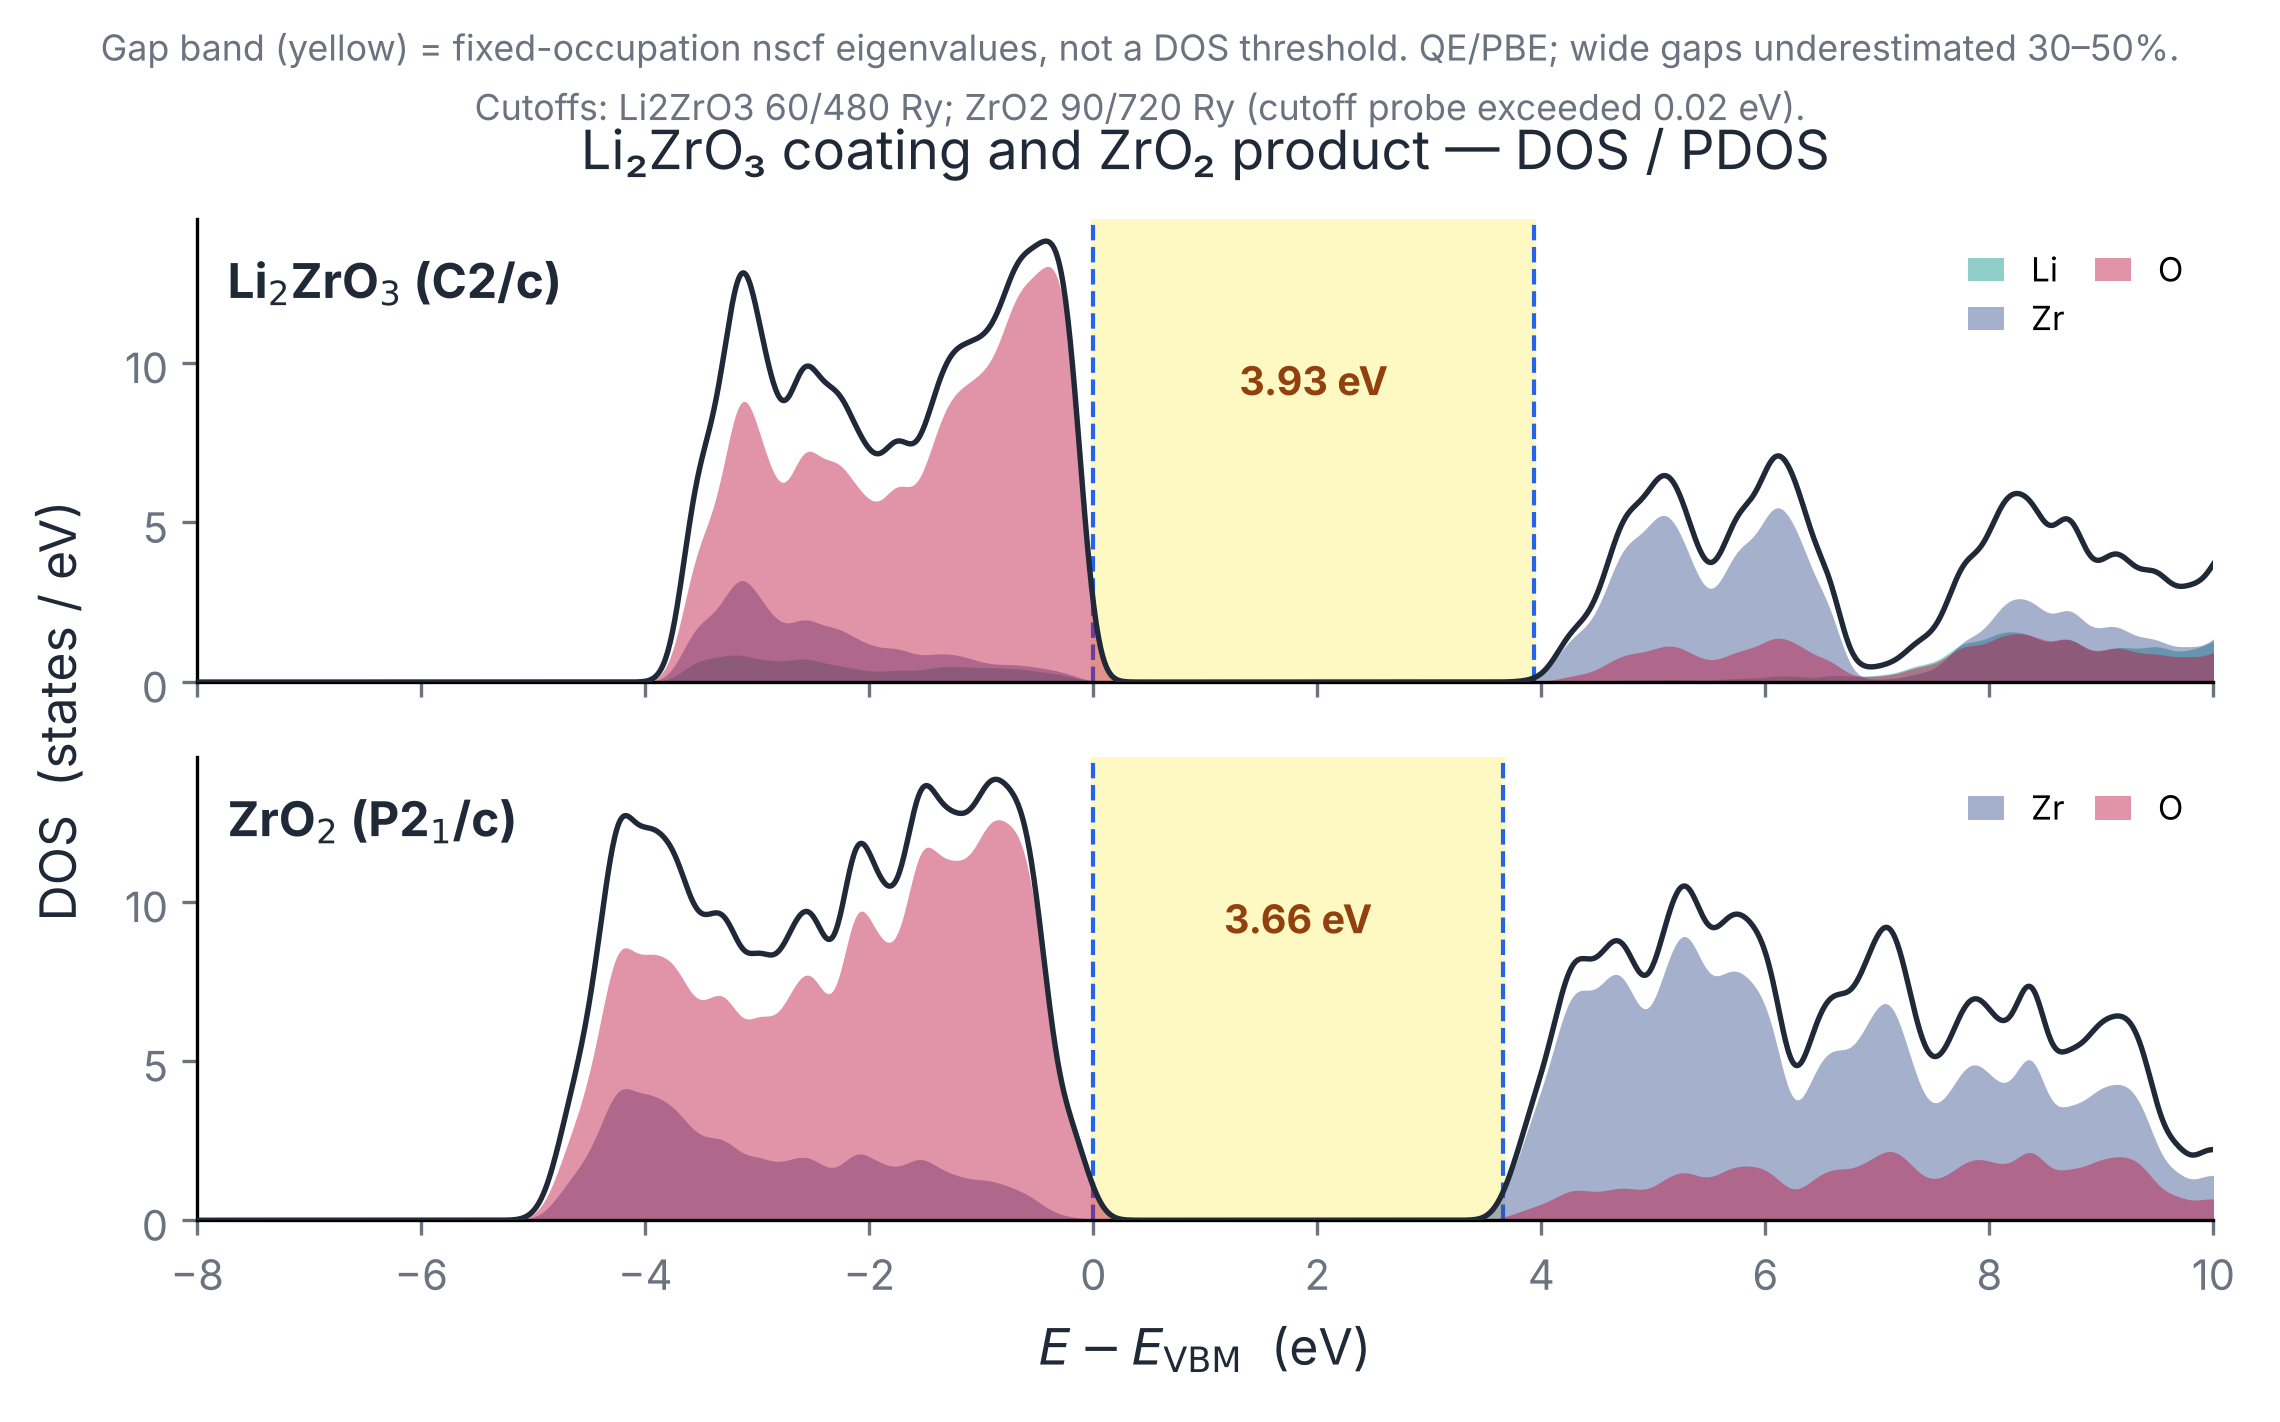 Gap band (yellow) = fixed-occupation nscf eigenvalues, not a DOS threshold. QE/PBE; wide gaps underestimated 30–50%.
Cutoffs: Li2ZrO3 60/480 Ry; ZrO2 90/720 Ry (cutoff probe exceeded 0.02 eV).
Li₂ZrO₃ coating and ZrO₂ product — DOS / PDOS
Li₂ZrO₃ (C2/c)
3.93 eV
Li
O
Zr
10
5
0
DOS (states / eV)
ZrO₂ (P2₁/c)
3.66 eV
Zr
O
10
5
0
−8 −6 −4 −2 0 2 4 6 8 10
E − E_VBM (eV)